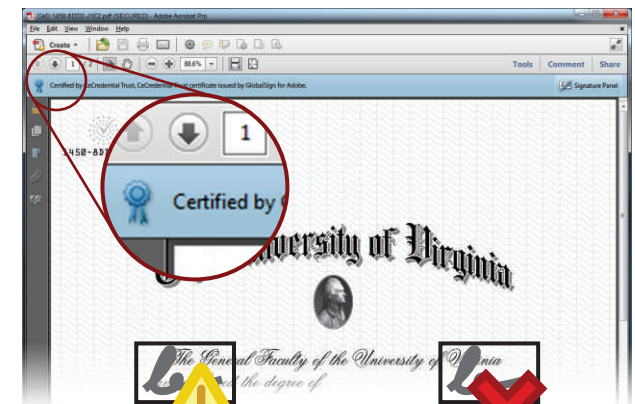 CeD 1450-8DD2-J1E2.pdf (SECURED) - Adobe Acrobat Pro
File Edit View Window Help
Create
1 / 2 88.6% Tools Comment Share
Certified by CeCredential Trust, CeCredential Trust certificate issued by GlobalSign for Adobe. Signature Panel
1
1450-8DD
Certified by
University of Virginia
The General Faculty of the University of
the degree of